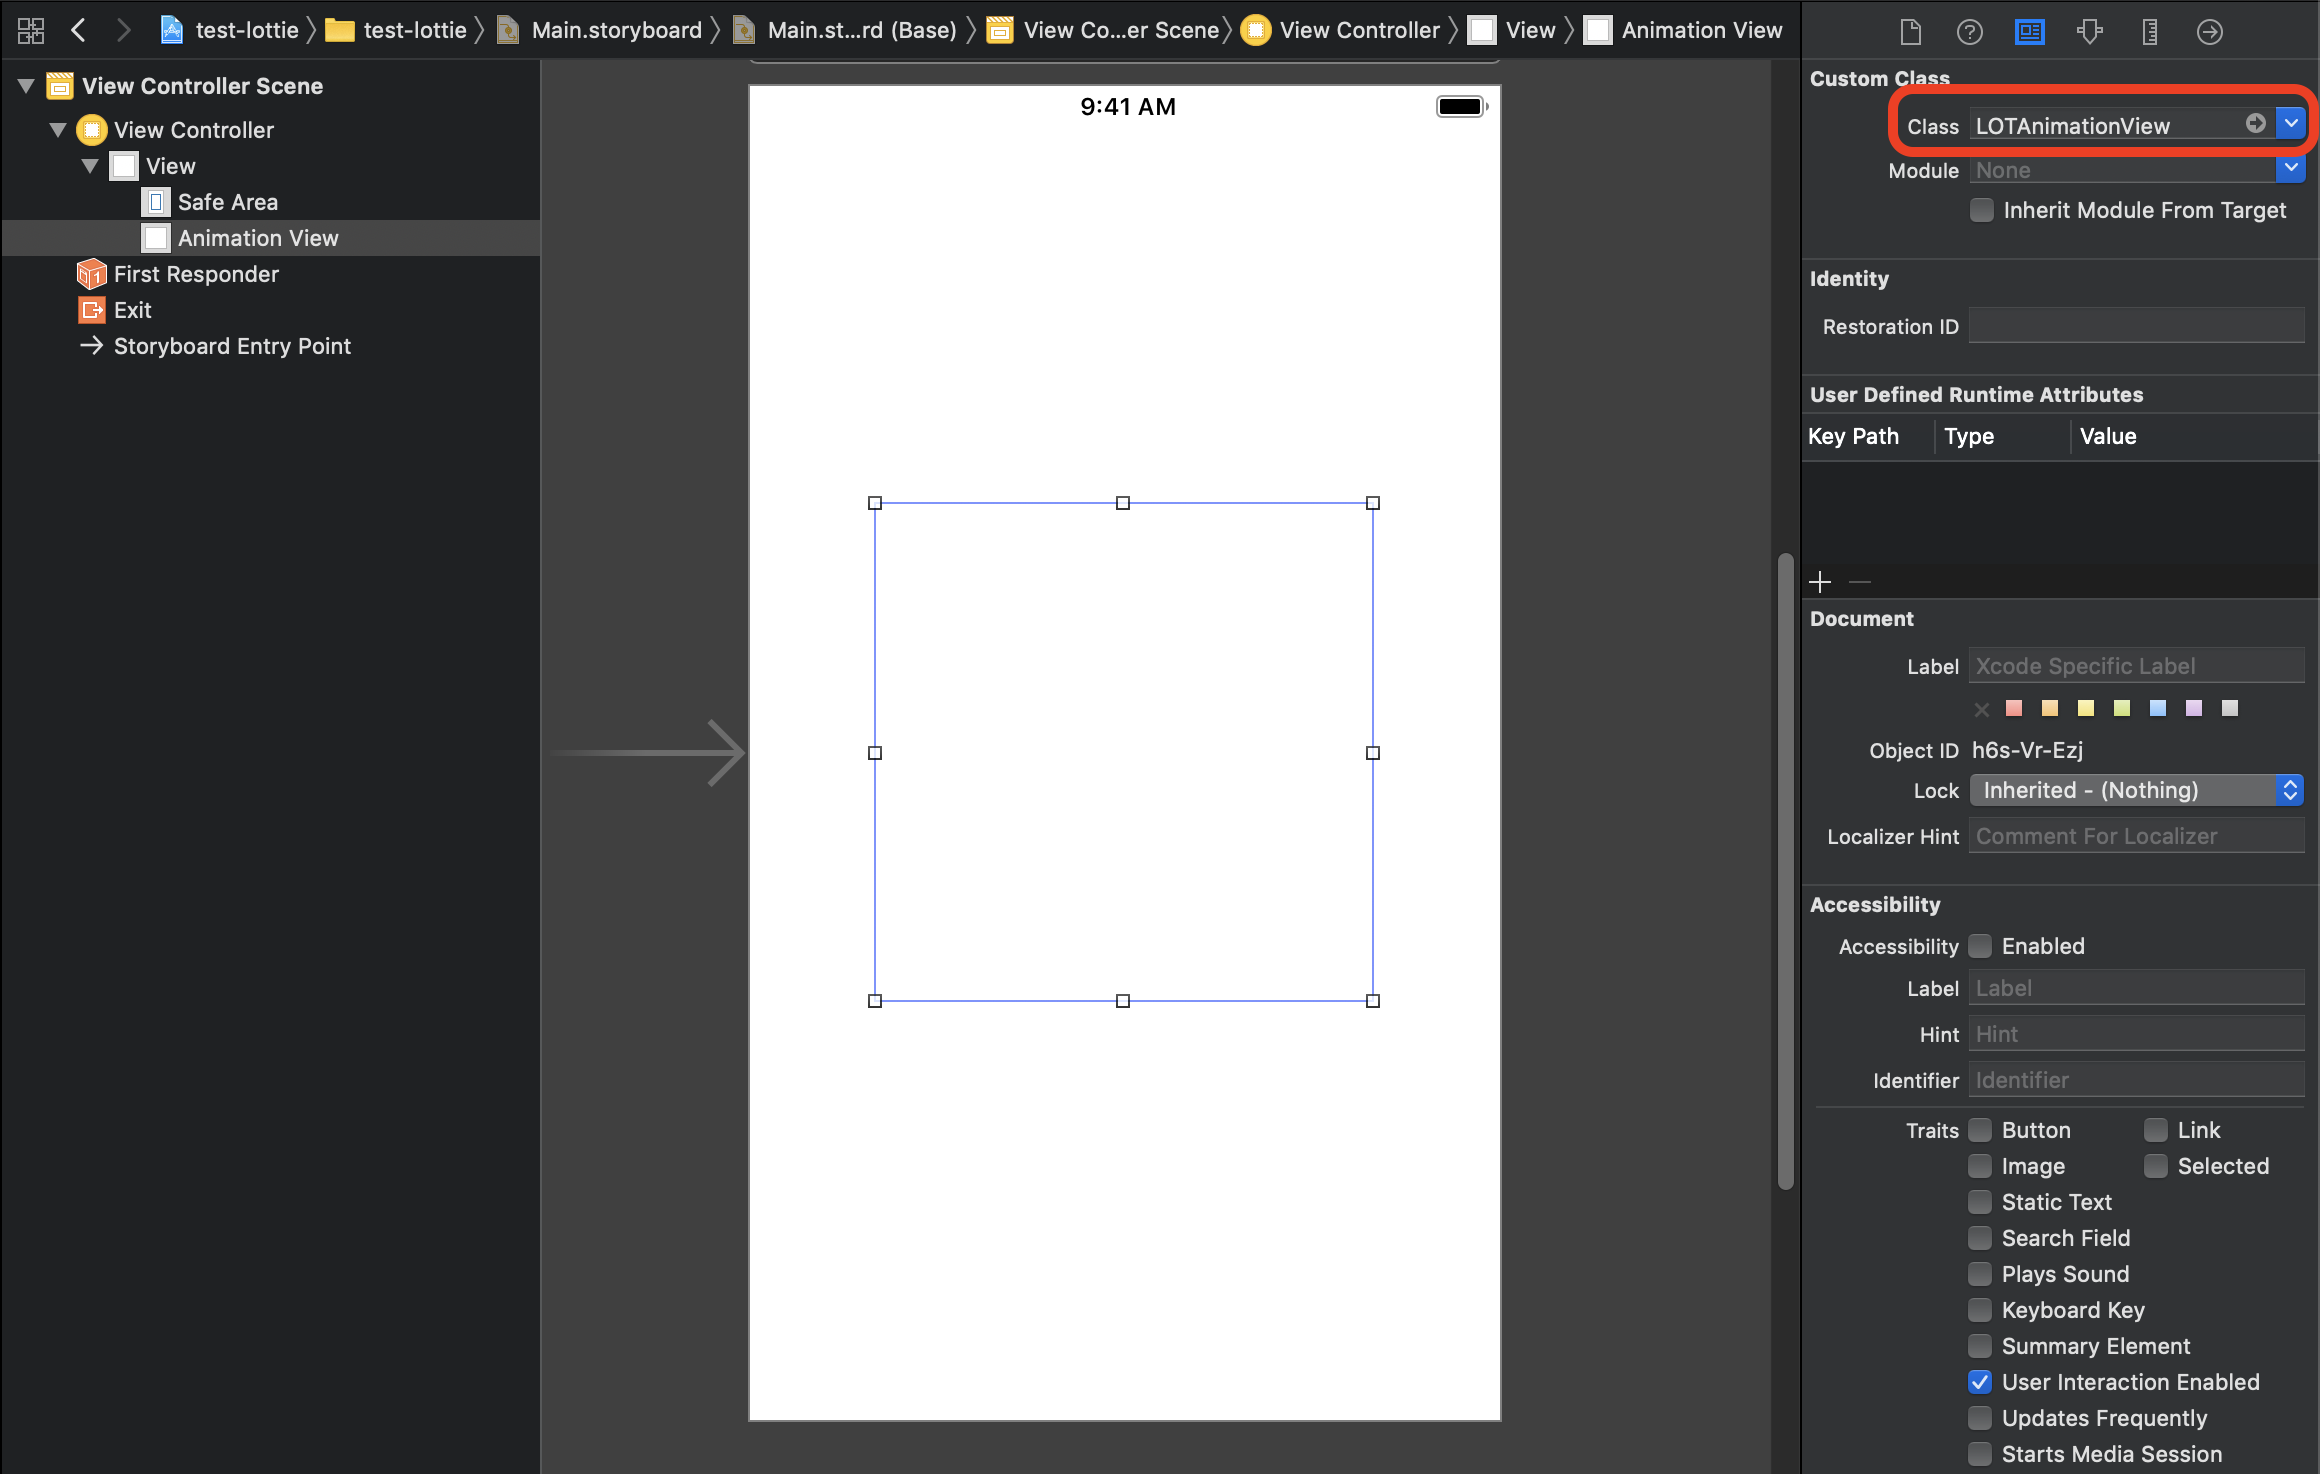 test-lottie test-lottie Main.storyboard Main.st...rd (Base) View Co...er Scene View Controller View Animation View
View Controller Scene
View Controller
View
Safe Area
Animation View
First Responder
Exit
Storyboard Entry Point
9:41 AM
Custom Class
Class LOTAnimationView
Module None
Inherit Module From Target
Identity
Restoration ID
User Defined Runtime Attributes
Key Path Type Value
Document
Label Xcode Specific Label
Object ID h6s-Vr-Ezj
Lock Inherited - (Nothing)
Localizer Hint Comment For Localizer
Accessibility
Accessibility Enabled
Label Label
Hint Hint
Identifier Identifier
Traits Button Link
Image Selected
Static Text
Search Field
Plays Sound
Keyboard Key
Summary Element
User Interaction Enabled
Updates Frequently
Starts Media Session